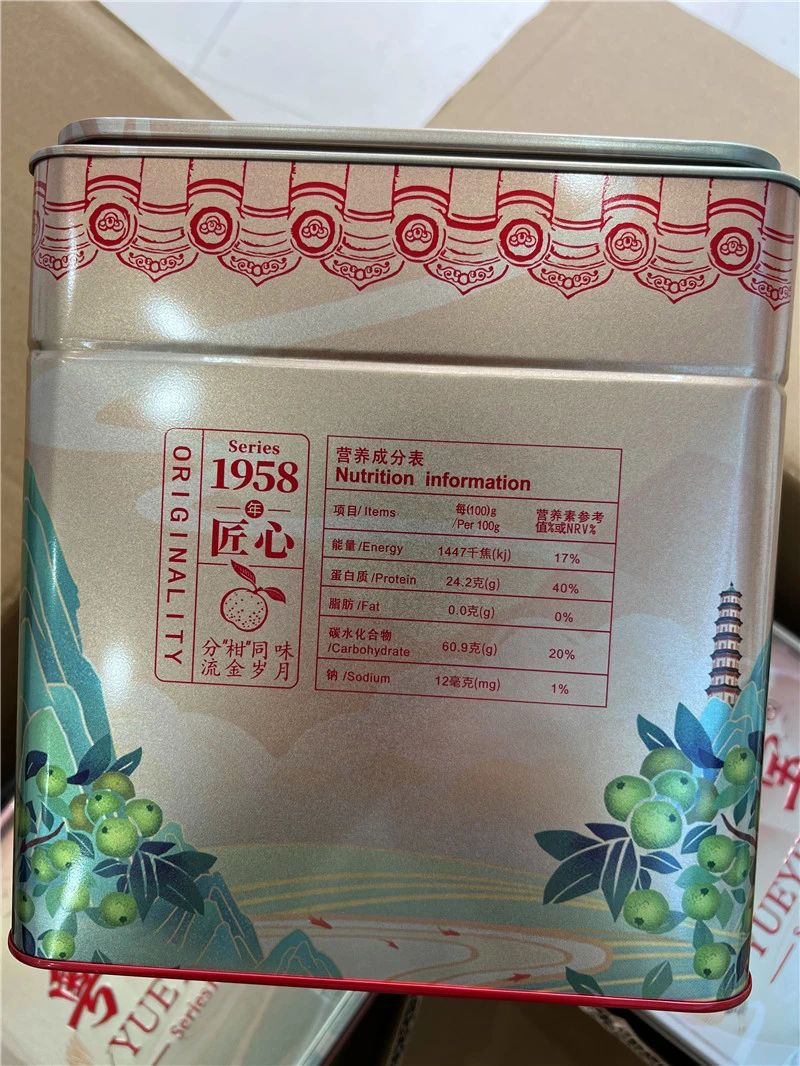 ORIGINALITY
Series
1958
年
匠心
分"柑"同味
流金岁月
营养成分表
Nutrition information
项目/Items 每(100)g /Per 100g 营养素参考值%或NRV%
能量/Energy 1447千焦(kj) 17%
蛋白质/Protein 24.2克(g) 40%
脂肪/Fat 0.0克(g) 0%
碳水化合物/Carbohydrate 60.9克(g) 20%
钠/Sodium 12毫克(mg) 1%
YUEY
YUE
Series